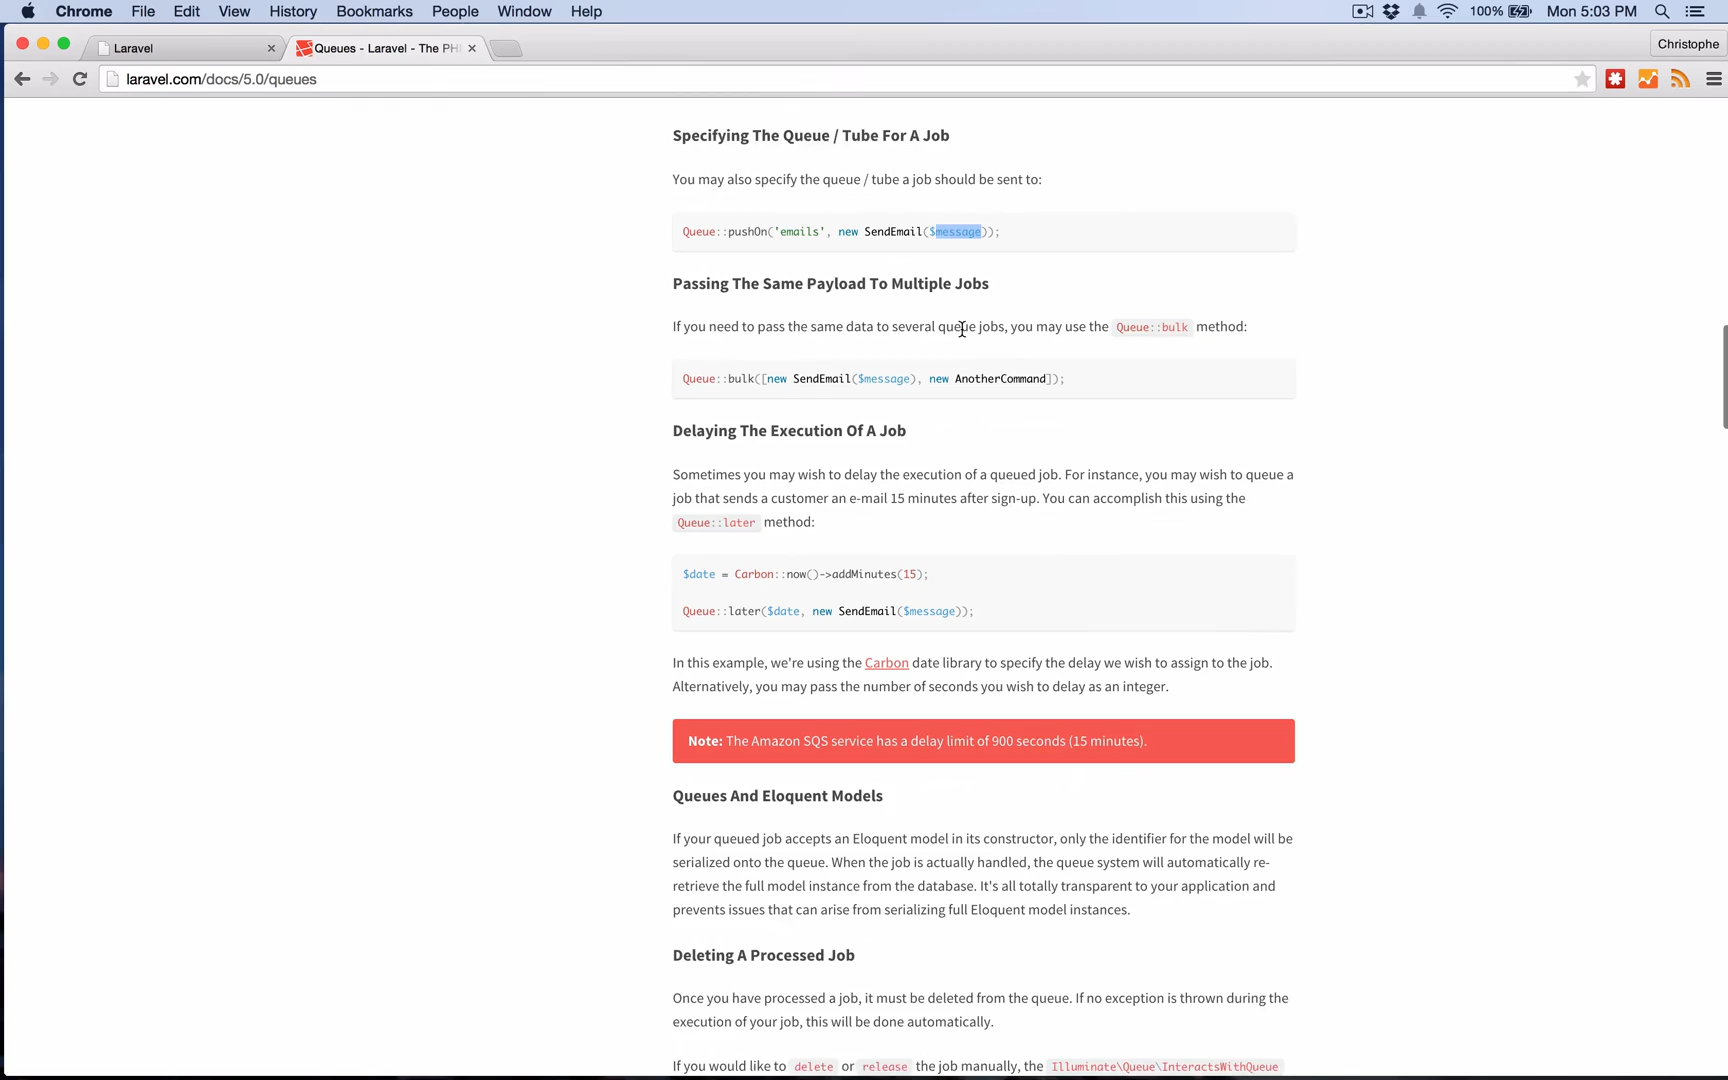 Chrome File Edit View History Bookmarks People Window Help 100% Mon 5:03 PM
Laravel
Queues - Laravel - The PH
Christophe
laravel.com/docs/5.0/queues
Specifying The Queue / Tube For A Job
You may also specify the queue / tube a job should be sent to:
Queue::pushOn('emails', new SendEmail($message));
Passing The Same Payload To Multiple Jobs
If you need to pass the same data to several queue jobs, you may use the Queue::bulk method:
Queue::bulk([new SendEmail($message), new AnotherCommand]);
Delaying The Execution Of A Job
Sometimes you may wish to delay the execution of a queued job. For instance, you may wish to queue a
job that sends a customer an e-mail 15 minutes after sign-up. You can accomplish this using the
Queue::later method:
$date = Carbon::now()->addMinutes(15);
Queue::later($date, new SendEmail($message));
In this example, we're using the Carbon date library to specify the delay we wish to assign to the job.
Alternatively, you may pass the number of seconds you wish to delay as an integer.
Note: The Amazon SQS service has a delay limit of 900 seconds (15 minutes).
Queues And Eloquent Models
If your queued job accepts an Eloquent model in its constructor, only the identifier for the model will be
serialized onto the queue. When the job is actually handled, the queue system will automatically re-
retrieve the full model instance from the database. It's all totally transparent to your application and
prevents issues that can arise from serializing full Eloquent model instances.
Deleting A Processed Job
Once you have processed a job, it must be deleted from the queue. If no exception is thrown during the
execution of your job, this will be done automatically.
If you would like to delete or release the job manually, the Illuminate\Queue\InteractsWithQueue